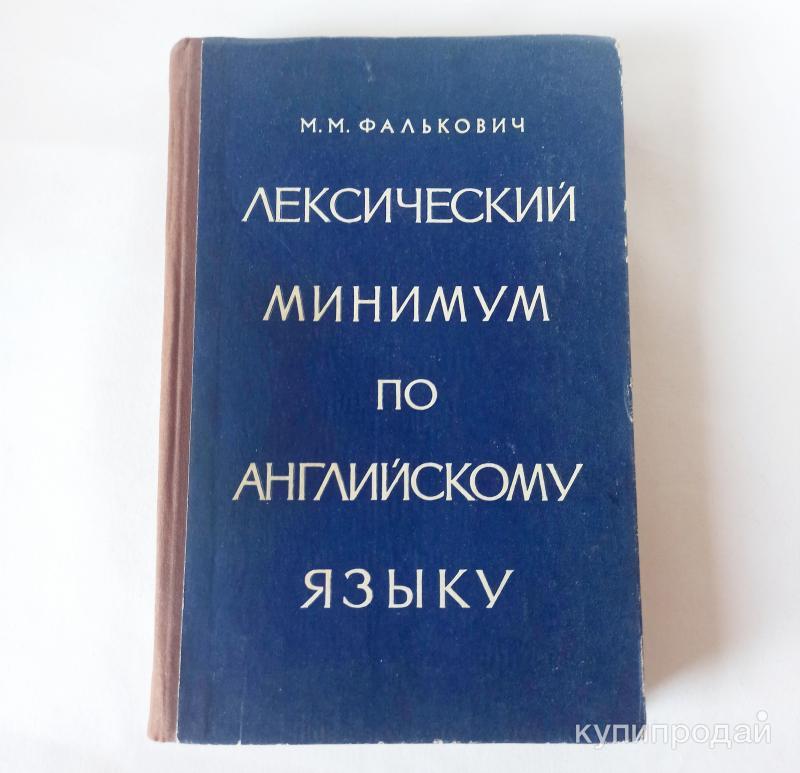 М. М. ФАЛЬКОВИЧ
ЛЕКСИЧЕСКИЙ
МИНИМУМ
ПО
АНГЛИЙСКОМУ
ЯЗЫКУ
купипродай